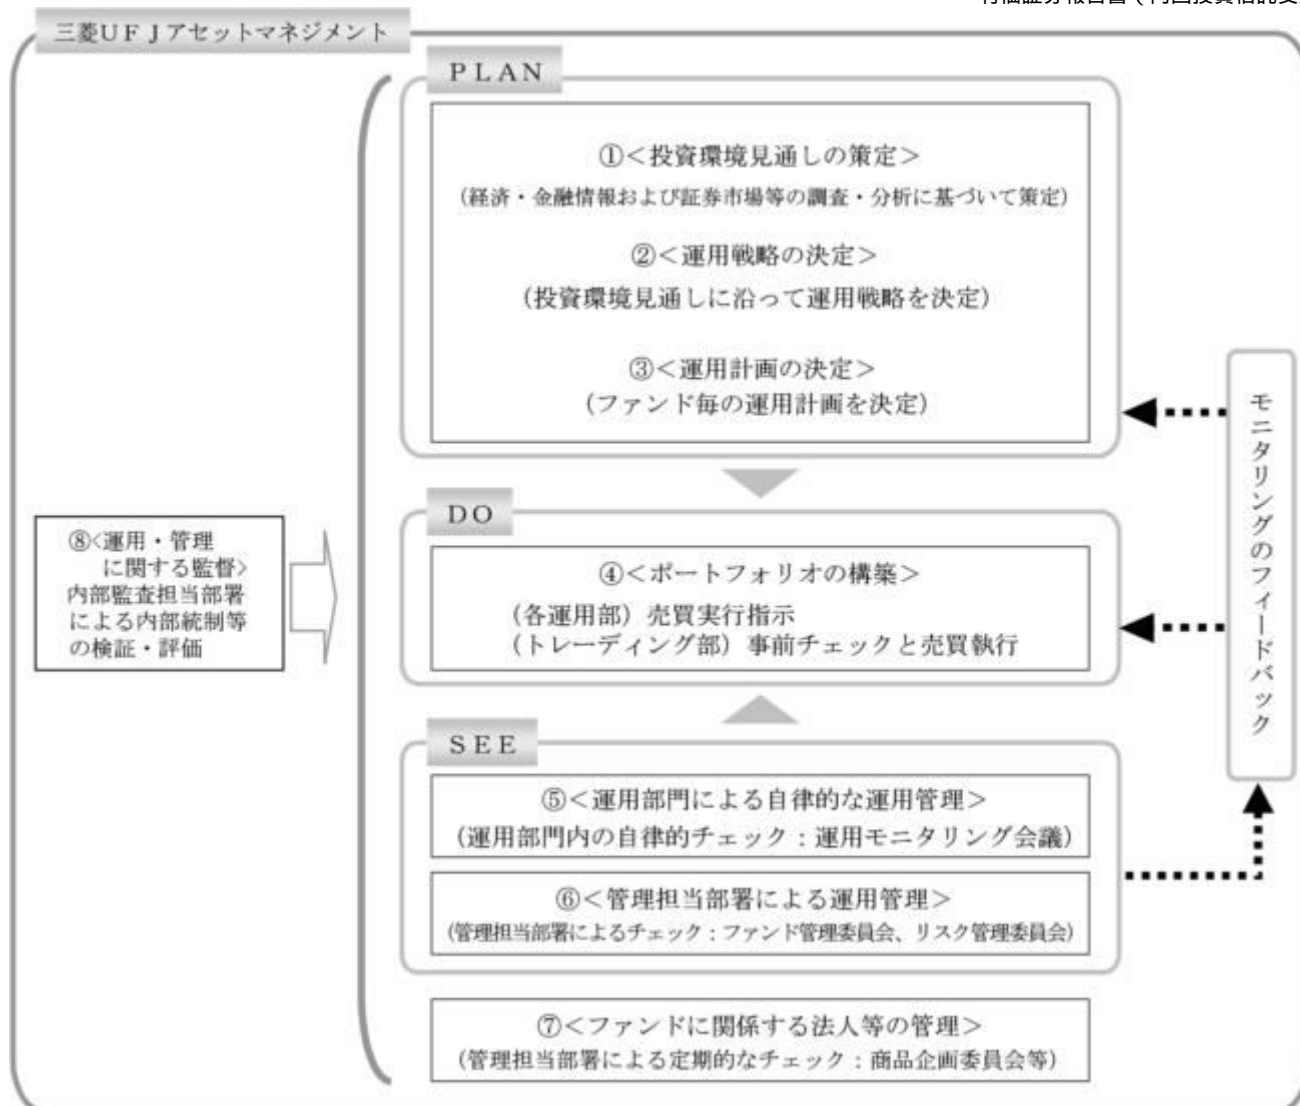 三菱ＵＦＪアセットマネジメント
ＰＬＡＮ
①＜投資環境見通しの策定＞
(経済・金融情報および証券市場等の調査・分析に基づいて策定)
②＜運用戦略の決定＞
(投資環境見通しに沿って運用戦略を決定)
③＜運用計画の決定＞
(ファンド毎の運用計画を決定)
ＤＯ
④＜ポートフォリオの構築＞
(各運用部) 売買実行指示
(トレーディング部) 事前チェックと売買執行
ＳＥＥ
⑤＜運用部門による自律的な運用管理＞
(運用部門内の自律的チェック：運用モニタリング会議)
⑥＜管理担当部署による運用管理＞
(管理担当部署によるチェック：ファンド管理委員会、リスク管理委員会)
⑦＜ファンドに関係する法人等の管理＞
(管理担当部署による定期的なチェック：商品企画委員会等)
⑧<運用・管理
に関する監督>
内部監査担当部署
による内部統制等
の検証・評価
モニタリングのフィードバック